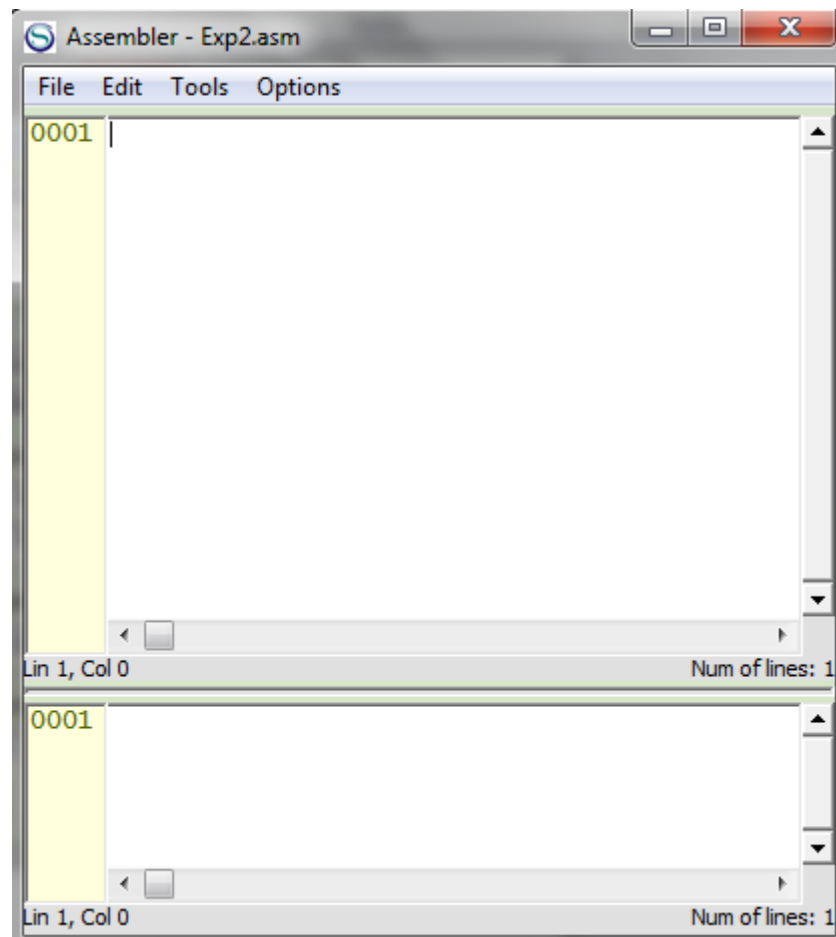 Assembler - Exp2.asm
File Edit Tools Options
0001
Lin 1, Col 0 Num of lines: 1
0001
Lin 1, Col 0 Num of lines: 1